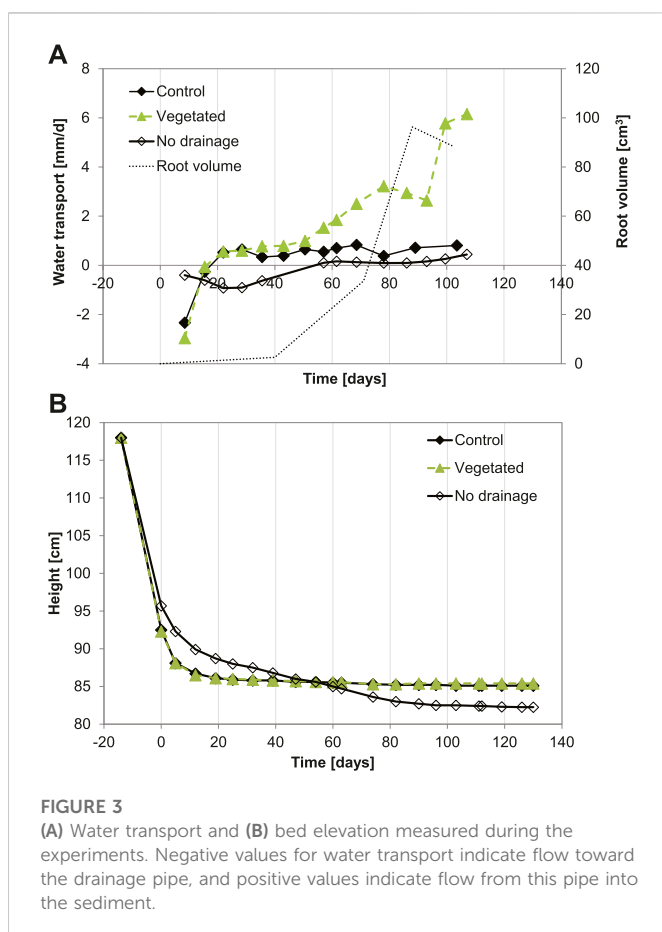 A
8
6
4
2
0
-2
-4
Water transport [mm/d]
Control
Vegetated
No drainage
Root volume
120
100
80
60
40
20
0
Root volume [cm³]
-20 0 20 40 60 80 100 120 140
Time [days]
B
120
115
110
105
100
95
90
85
80
Height [cm]
Control
Vegetated
No drainage
-20 0 20 40 60 80 100 120 140
Time [days]
FIGURE 3
(A) Water transport and (B) bed elevation measured during the
experiments. Negative values for water transport indicate flow toward
the drainage pipe, and positive values indicate flow from this pipe into
the sediment.